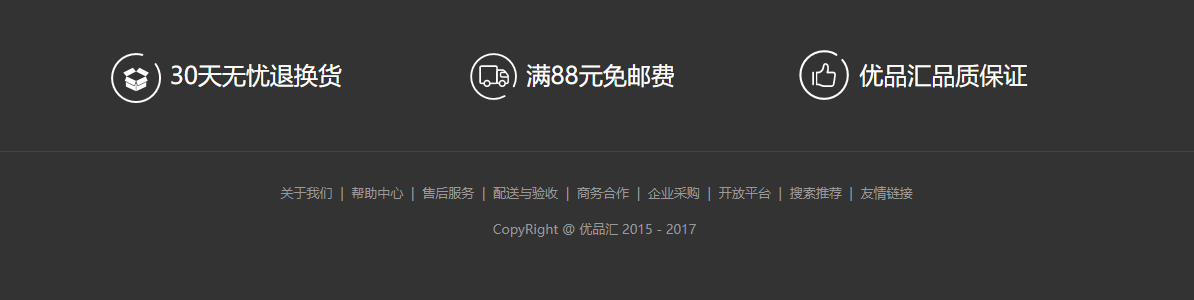 30天无忧退换货 满88元免邮费 优品汇品质保证
关于我们 | 帮助中心 | 售后服务 | 配送与验收 | 商务合作 | 企业采购 | 开放平台 | 搜索推荐 | 友情链接
CopyRight @ 优品汇 2015 - 2017